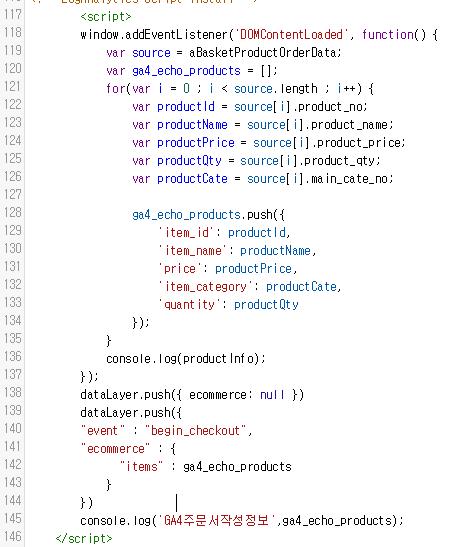 117 <script>
118 window.addEventListener('DOMContentLoaded', function() {
119 var source = aBasketProductOrderData;
120 var ga4_echo_products = [];
121 for(var i = 0 ; i < source.length ; i++) {
122 var productId = source[i].product_no;
123 var productName = source[i].product_name;
124 var productPrice = source[i].product_price;
125 var productQty = source[i].product_qty;
126 var productCate = source[i].main_cate_no;
127
128 ga4_echo_products.push({
129 'item_id': productId,
130 'item_name': productName,
131 'price': productPrice,
132 'item_category': productCate,
133 'quantity': productQty
134 });
135 }
136 console.log(productInfo);
137 });
138 dataLayer.push({ ecommerce: null })
139 dataLayer.push({
140 "event" : "begin_checkout",
141 "ecommerce" : {
142 "items" : ga4_echo_products
143 }
144 })
145 console.log('GA4주문서작성정보',ga4_echo_products);
146 </script>